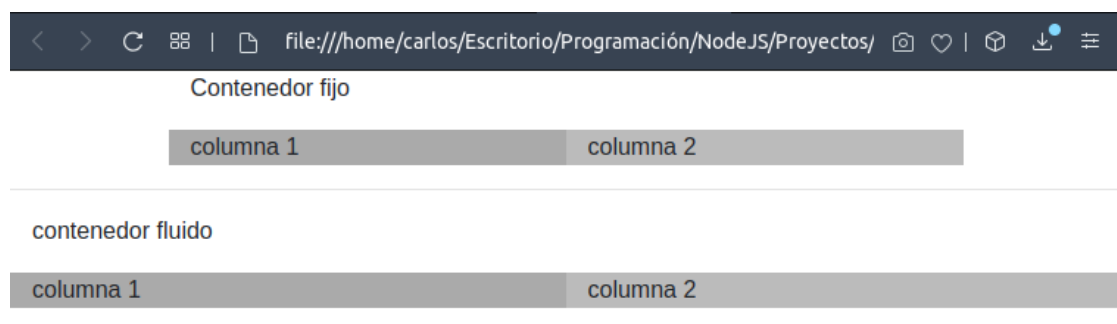 file:///home/carlos/Escritorio/Programación/NodeJS/Proyectos/
Contenedor fijo
columna 1 columna 2
contenedor fluido
columna 1 columna 2